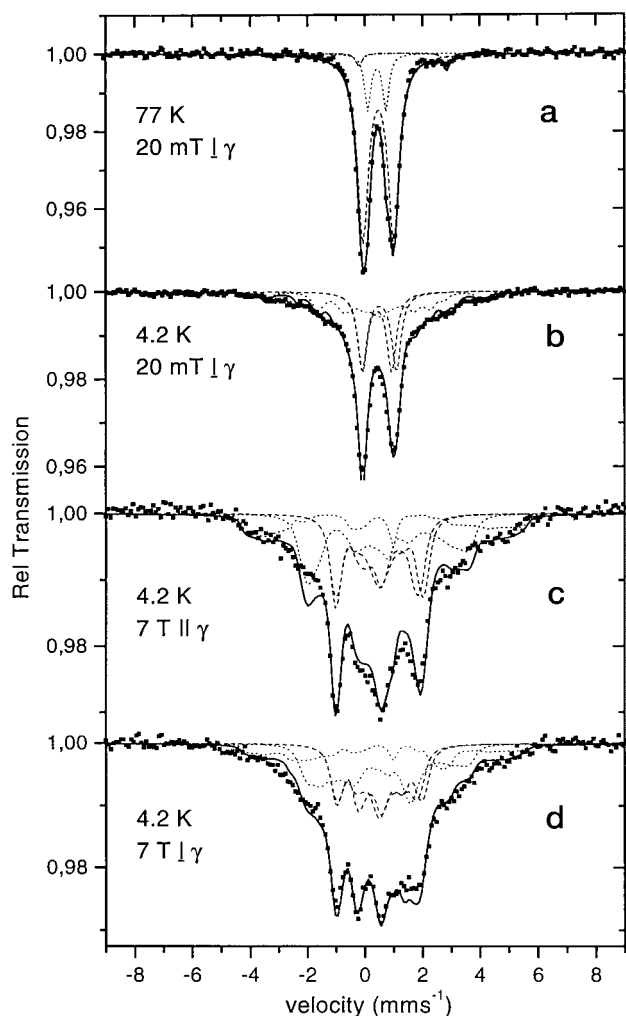 1,00
0,98
0,96
77 K
20 mT ⊥ γ
a
1,00
0,98
0,96
4.2 K
20 mT ⊥ γ
b
1,00
0,98
4.2 K
7 T || γ
c
1,00
0,98
4.2 K
7 T ⊥ γ
d
Rel Transmission
-8 -6 -4 -2 0 2 4 6 8
velocity (mms⁻¹)